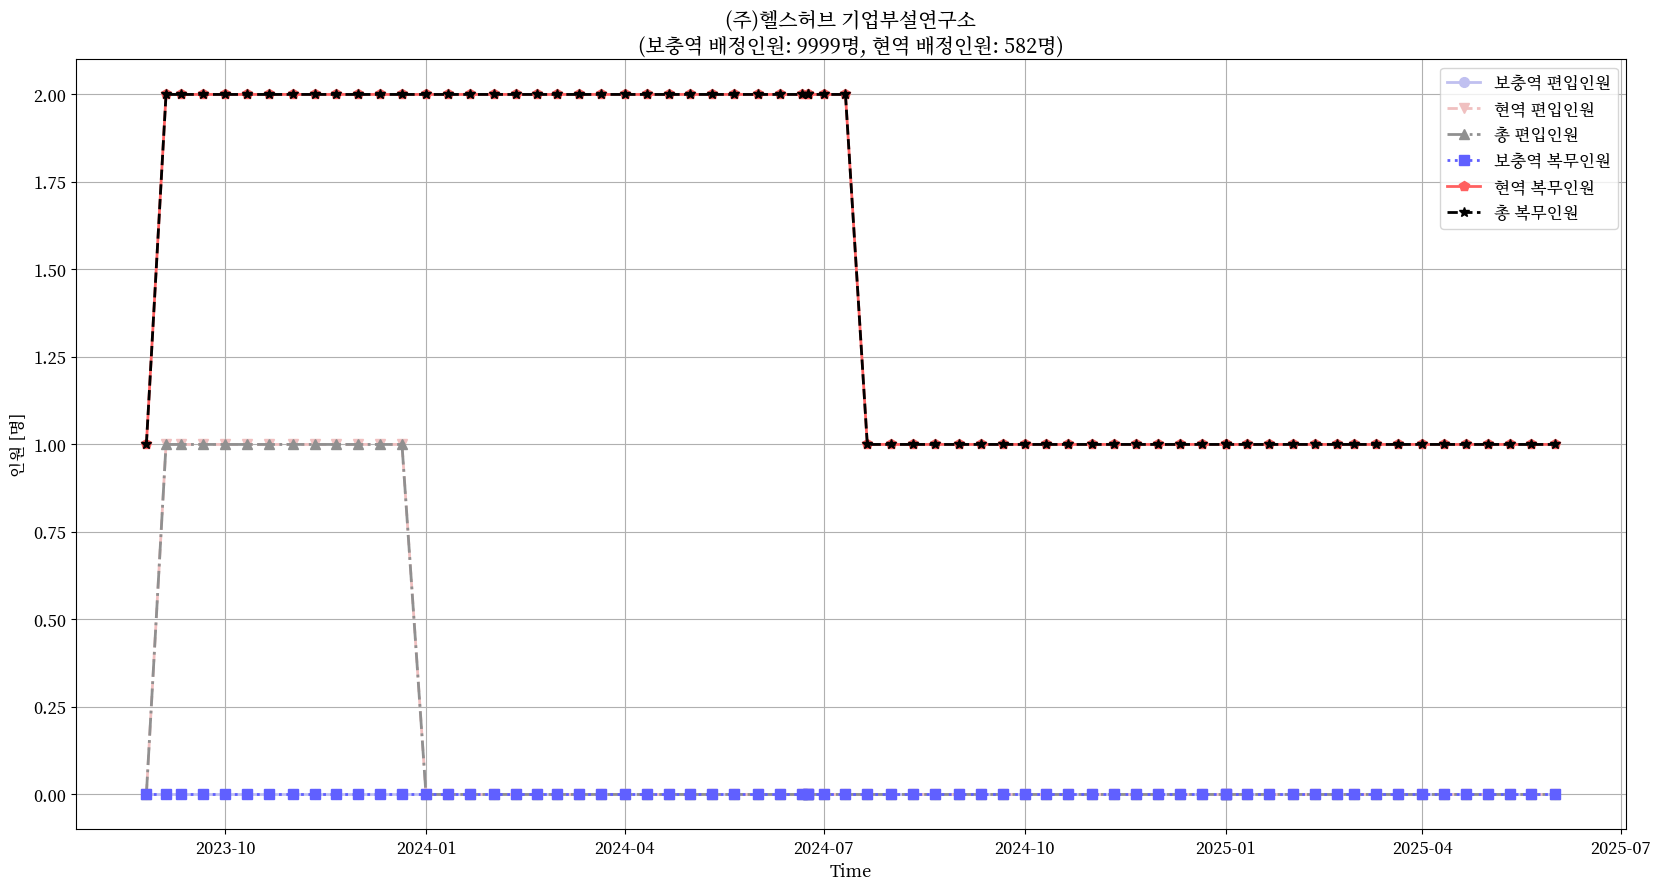 (주)헬스허브 기업부설연구소
(보충역 배정인원: 9999명, 현역 배정인원: 582명)
보충역 편입인원
현역 편입인원
총 편입인원
보충역 복무인원
현역 복무인원
총 복무인원
인원 [명]
2.00
1.75
1.50
1.25
1.00
0.75
0.50
0.25
0.00
2023-10
2024-01
2024-04
2024-07
2024-10
2025-01
2025-04
2025-07
Time